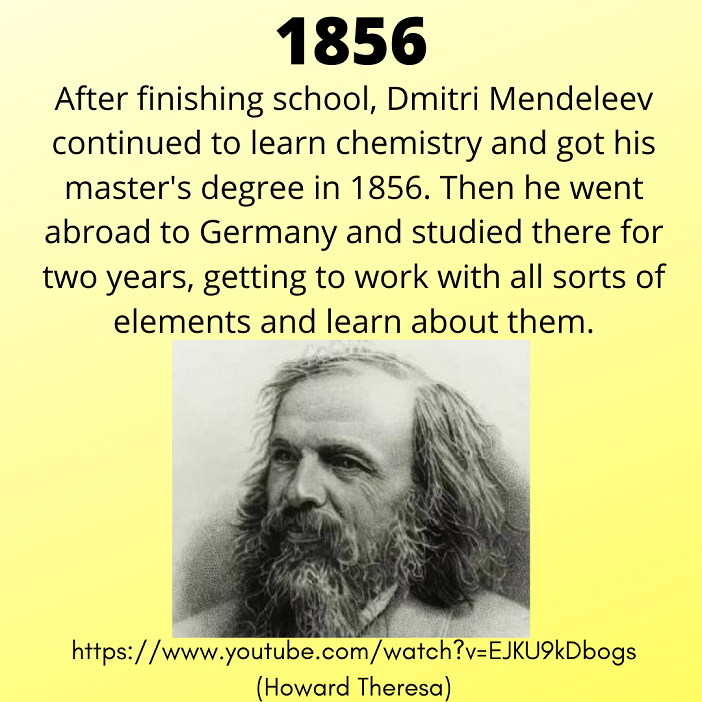 1856
After finishing school, Dmitri Mendeleev
continued to learn chemistry and got his
master's degree in 1856. Then he went
abroad to Germany and studied there for
two years, getting to work with all sorts of
elements and learn about them.
https://www.youtube.com/watch?v=EJKU9kDbogs
(Howard Theresa)